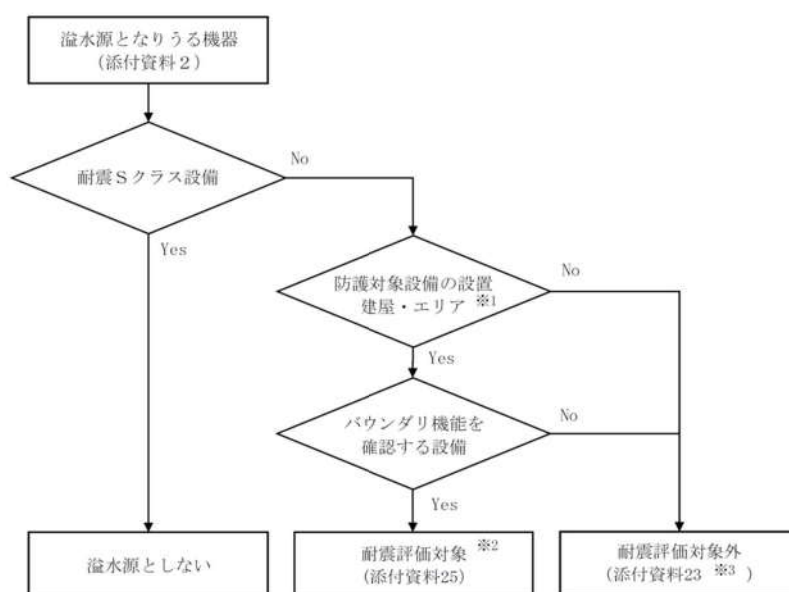 溢水源となりうる機器
(添付資料2)
耐震Sクラス設備
No
Yes
防護対象設備の設置
建屋・エリア ※1
No
Yes
バウンダリ機能を
確認する設備
No
Yes
溢水源としない
耐震評価対象 ※2
(添付資料25)
耐震評価対象外
(添付資料23 ※3)